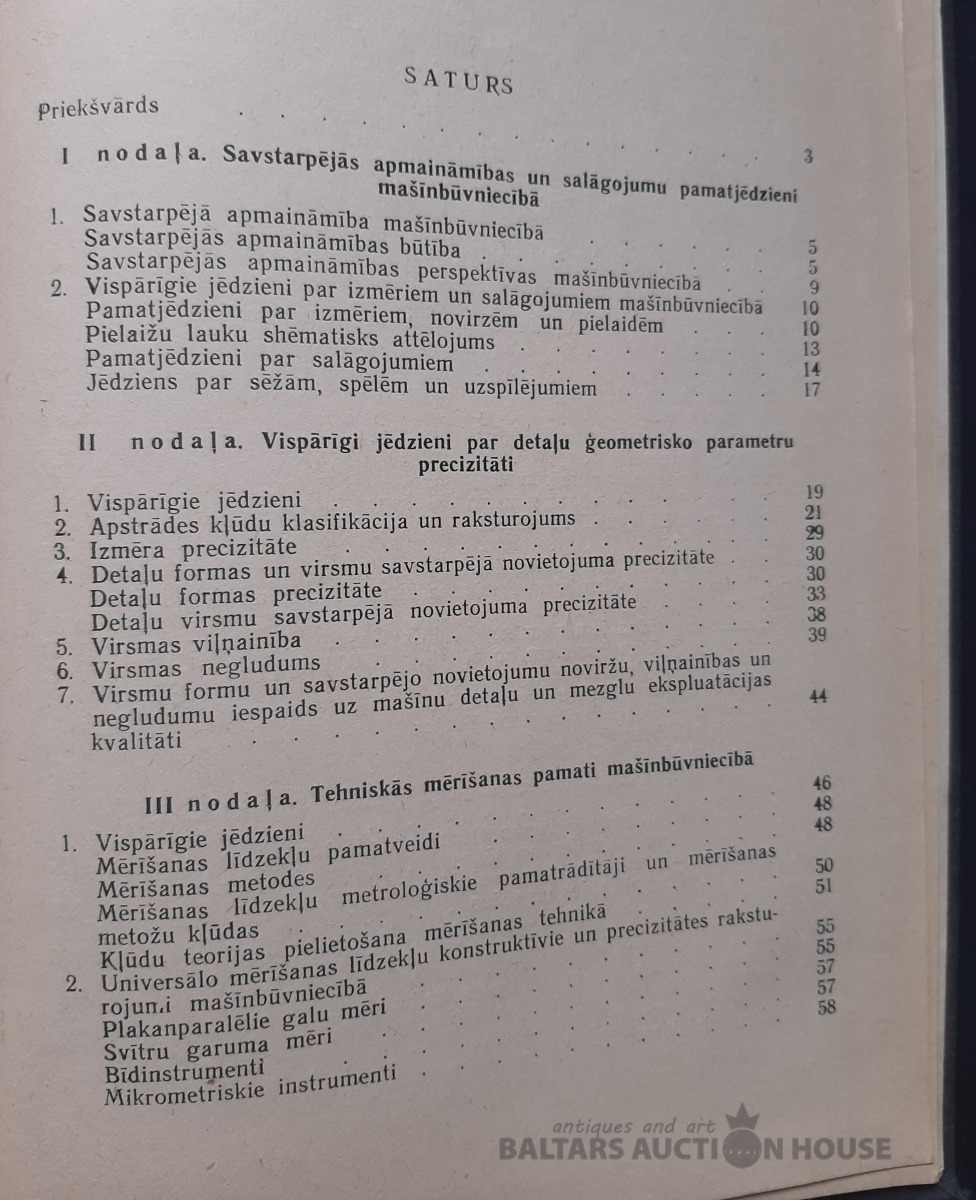 SATURS
Priekšvārds . . . . . . . . . . . . . 3
I nodaļa. Savstarpējās apmaināmības un salāgojumu pamatjēdzieni
mašīnbūvniecībā
1. Savstarpējā apmaināmība mašīnbūvniecībā . . . . . . 5
Savstarpējās apmaināmības būtība . . . . . . . . 5
Savstarpējās apmaināmības perspektīvas mašīnbūvniecībā . . 9
2. Vispārīgie jēdzieni par izmēriem un salāgojumiem mašīnbūvniecībā 10
Pamatjēdzieni par izmēriem, novirzēm un pielaidēm . . . 10
Pielaižu lauku shēmatisks attēlojums . . . . . . . 13
Pamatjēdzieni par salāgojumiem . . . . . . . . 14
Jēdziens par sēžām, spēlēm un uzspīlējumiem . . . . . 17
II nodaļa. Vispārīgi jēdzieni par detaļu ģeometrisko parametru
precizitāti
1. Vispārīgie jēdzieni . . . . . . . . . . . . 19
2. Apstrādes kļūdu klasifikācija un raksturojums . . . . . 21
3. Izmēra precizitāte . . . . . . . . . . . . 29
4. Detaļu formas un virsmu savstarpējā novietojuma precizitāte . . 30
Detaļu formas precizitāte . . . . . . . . . . 30
Detaļu virsmu savstarpējā novietojuma precizitāte . . . . 33
5. Virsmas viļņainība . . . . . . . . . . . . 38
6. Virsmas negludums . . . . . . . . . . . 39
7. Virsmu formu un savstarpējo novietojumu noviržu, viļņainības un
negludumu iespaids uz mašīnu detaļu un mezglu ekspluatācijas
kvalitāti . . . . . . . . . . . . . . 44
III nodaļa. Tehniskās mērīšanas pamati mašīnbūvniecībā
1. Vispārīgie jēdzieni . . . . . . . . . . . . 46
Mērīšanas līdzekļu pamatveidi . . . . . . . . 48
Mērīšanas metodes . . . . . . . . . . . 48
Mērīšanas līdzekļu metroloģiskie pamatrādītāji un mērīšanas
metožu kļūdas . . . . . . . . . . . . 50
Kļūdu teorijas pielietošana mērīšanas tehnikā . . . . . 51
2. Universālo mērīšanas līdzekļu konstruktīvie un precizitātes rakstu-
rojumi mašīnbūvniecībā . . . . . . . . . . 55
Plakanparalēlie galu mēri . . . . . . . . . . 55
Svītru garuma mēri . . . . . . . . . . . 57
Bīdinstrumenti . . . . . . . . . . . . 57
Mikrometriskie instrumenti . . . . . . . . . 58
antiques and art
BALTARS AUCTION HOUSE